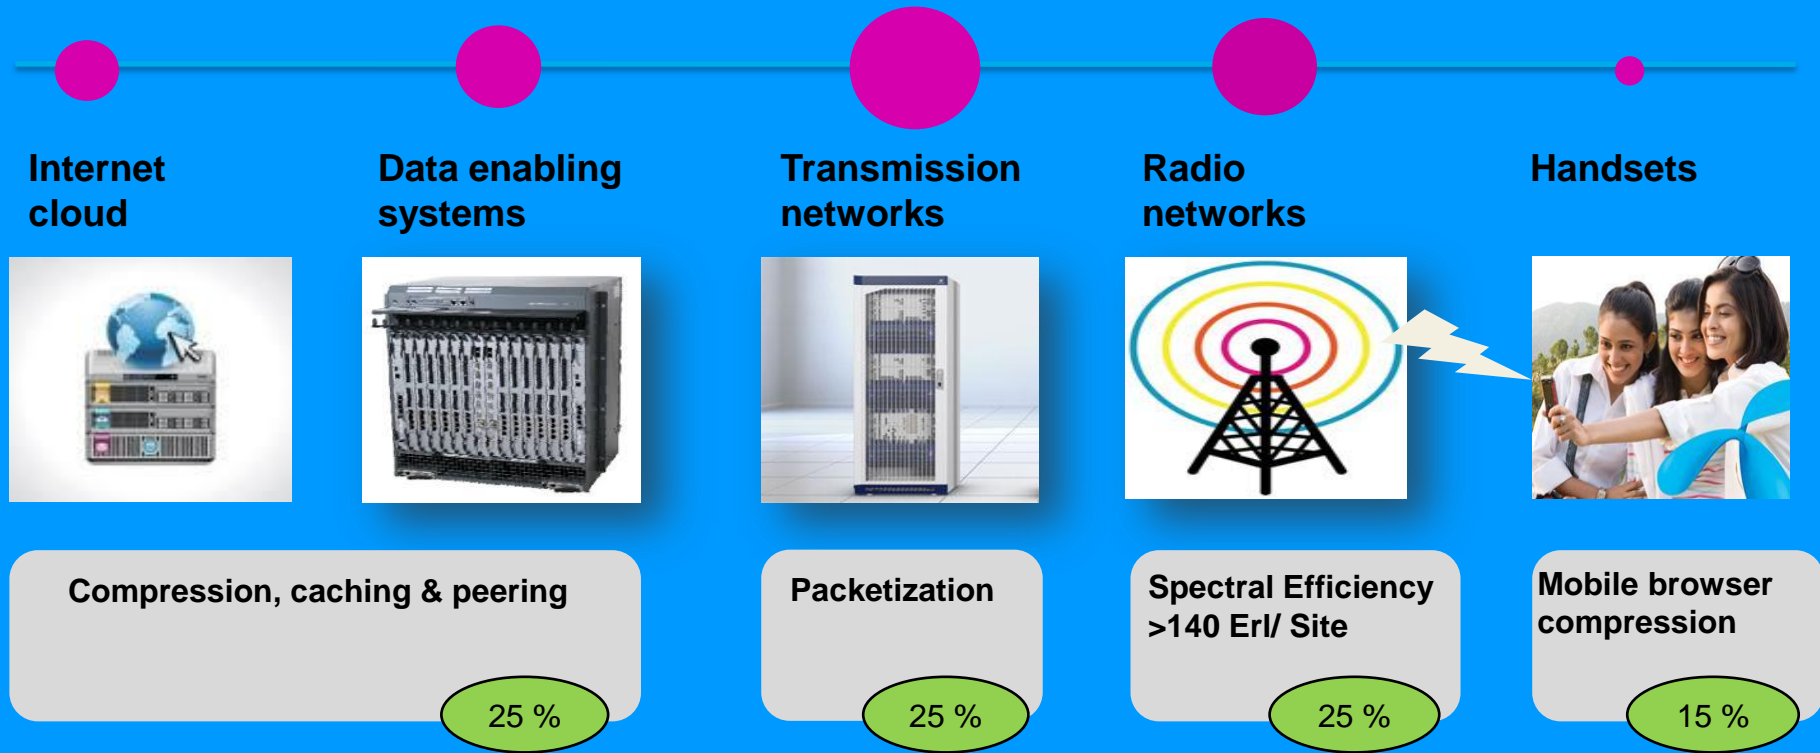 Internet
cloud
Data enabling
systems
Transmission
networks
Radio
networks
Handsets
Compression, caching & peering
25 %
Packetization
25 %
Spectral Efficiency
>140 Erl/ Site
25 %
Mobile browser
compression
15 %